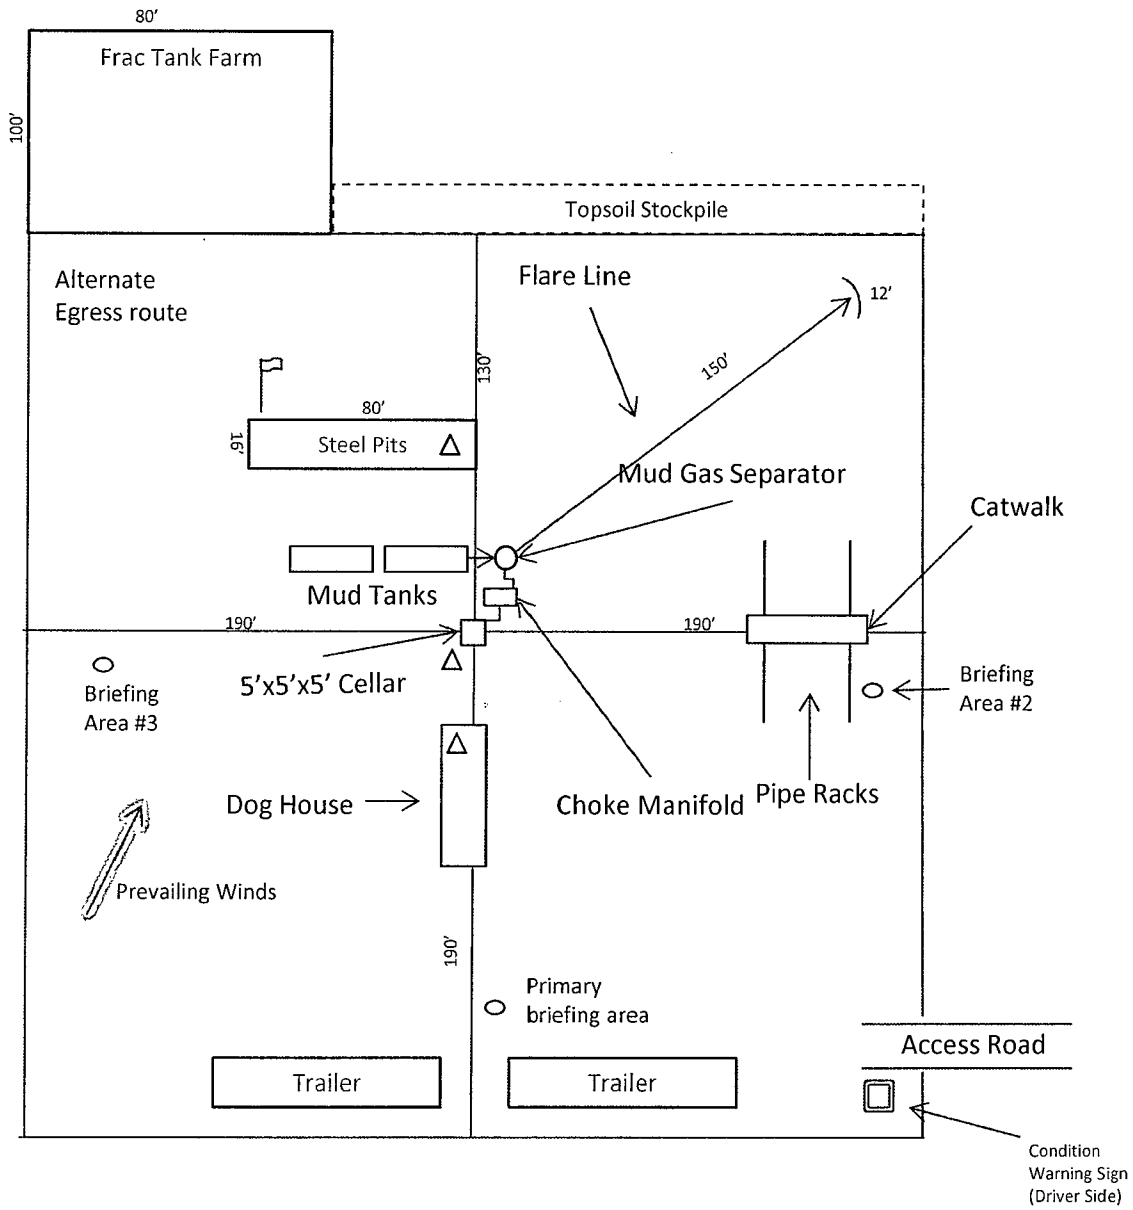 80'
Frac Tank Farm
100'
Topsoil Stockpile
Alternate
Egress route
Flare Line
12'
130'
150'
80'
16'
Steel Pits
Mud Gas Separator
Catwalk
Mud Tanks
190'
190'
5'x5'x5' Cellar
Briefing
Area #3
Briefing
Area #2
Dog House
Choke Manifold
Pipe Racks
Prevailing Winds
190'
Primary
briefing area
Access Road
Trailer
Trailer
Condition
Warning Sign
(Driver Side)